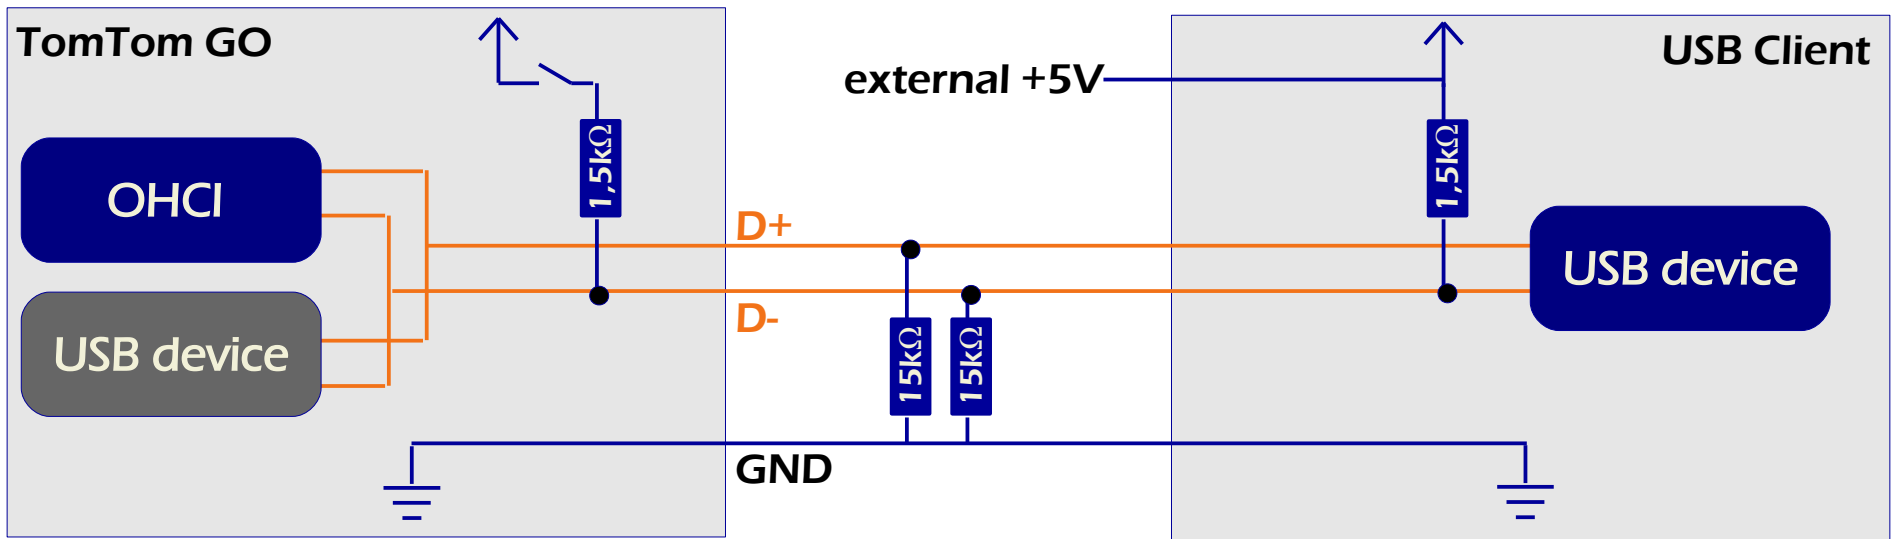 TomTom GO
USB Client
external +5V
1,5kΩ
1,5kΩ
OHCI
D+
USB device
D-
USB device
15kΩ
15kΩ
GND